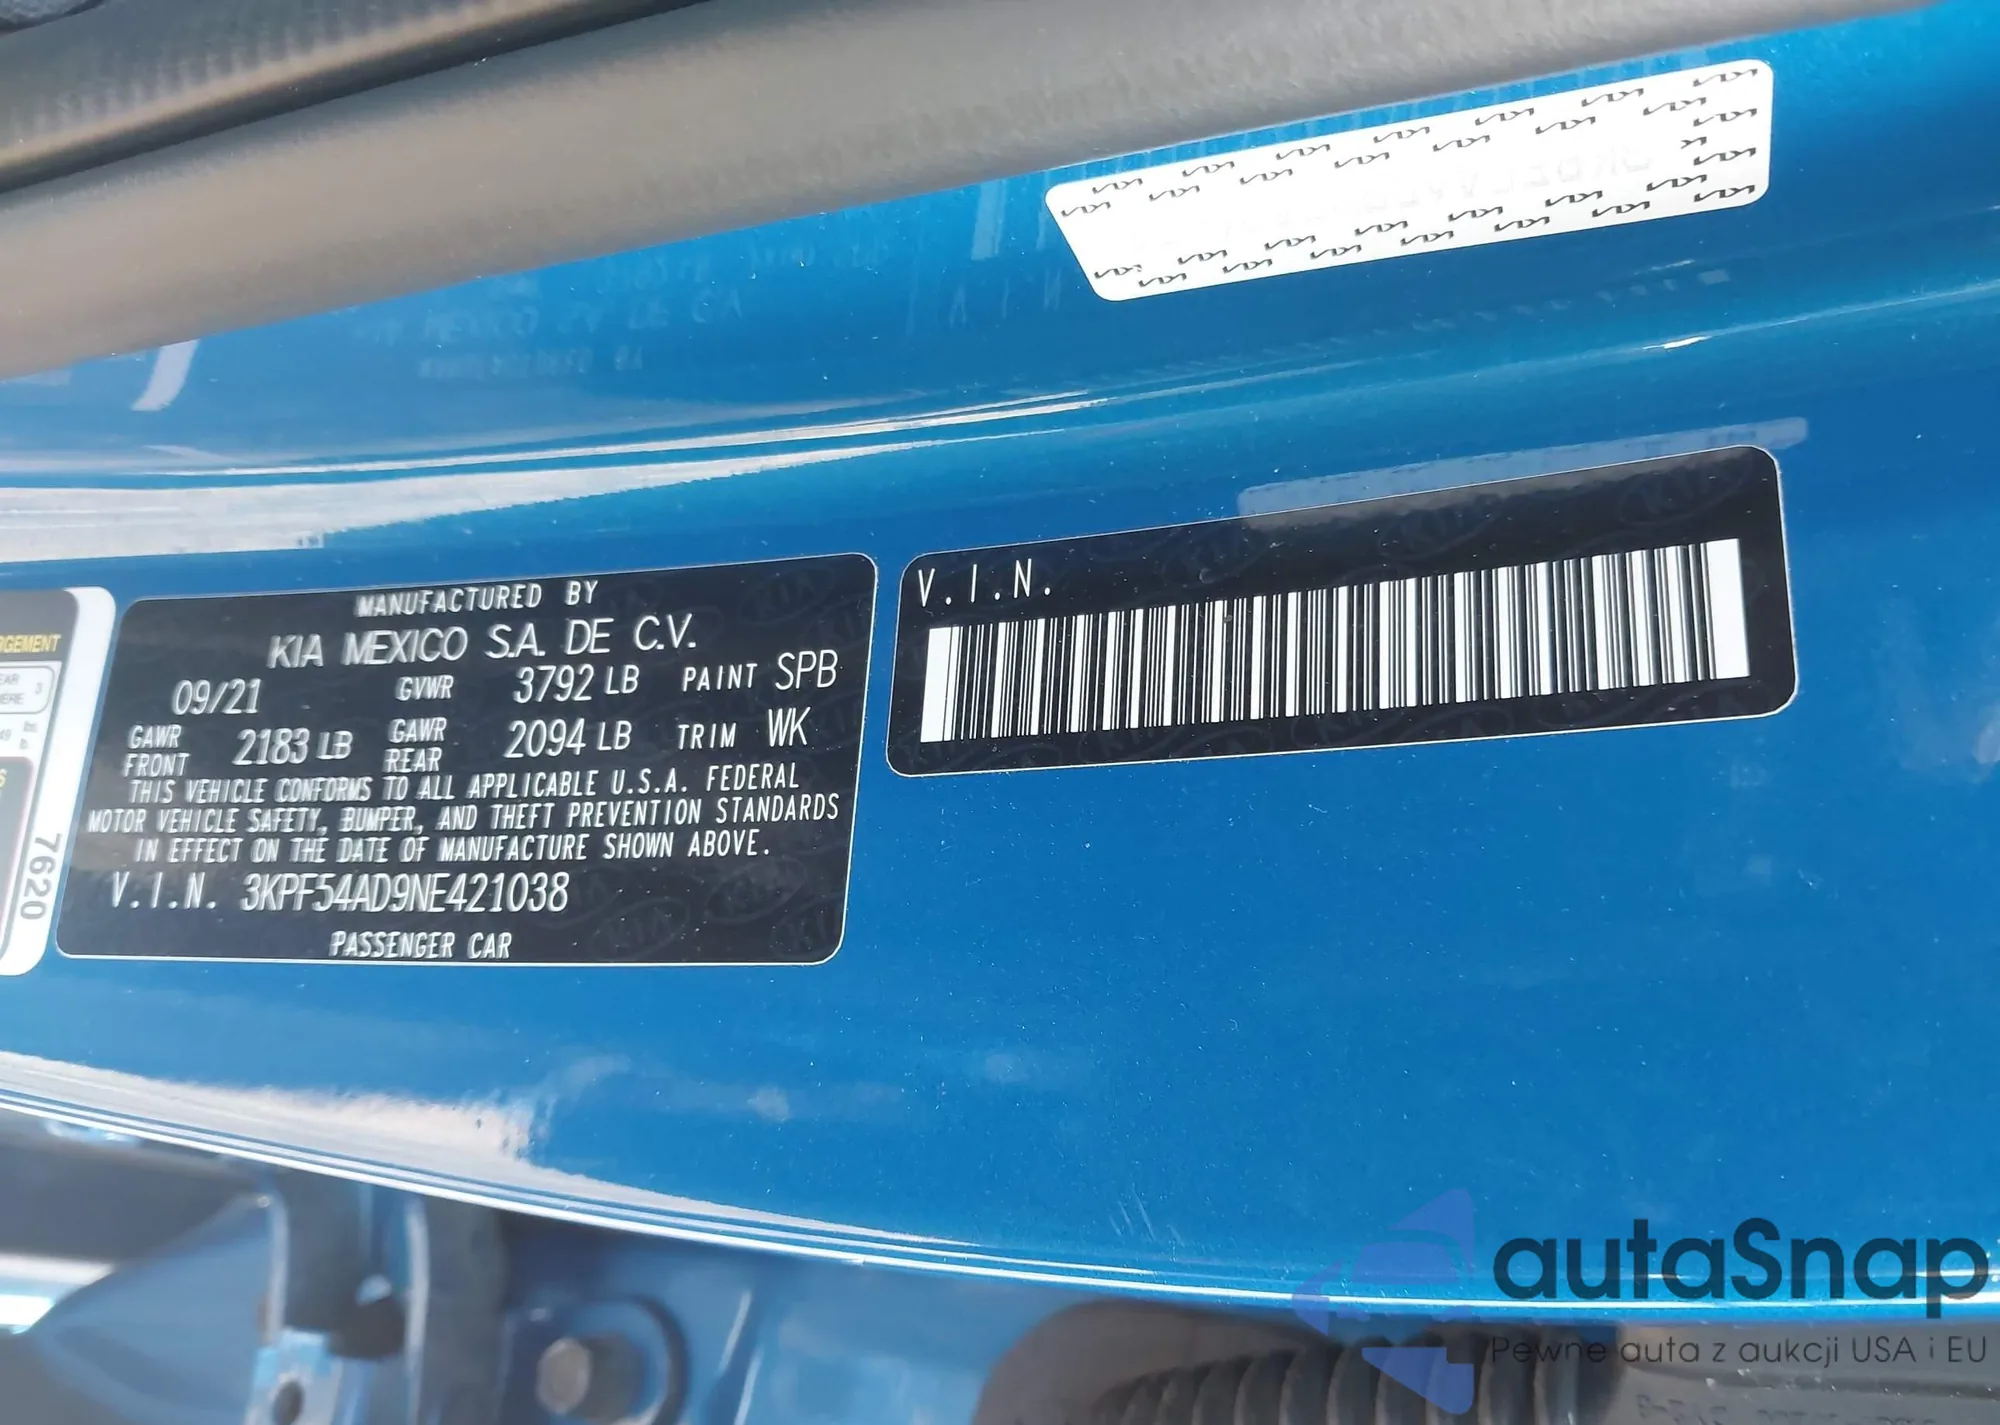 MANUFACTURED BY
KIA MEXICO S.A. DE C.V.
09/21 GVWR 3792 LB PAINT SPB
GAWR FRONT 2183 LB GAWR REAR 2094 LB TRIM WK
THIS VEHICLE CONFORMS TO ALL APPLICABLE U.S.A. FEDERAL
MOTOR VEHICLE SAFETY, BUMPER, AND THEFT PREVENTION STANDARDS
IN EFFECT ON THE DATE OF MANUFACTURE SHOWN ABOVE.
V.I.N. 3KPF54AD9NE421038
PASSENGER CAR
V.I.N.
7620
autaSnap
Pewne auta z aukcji USA i EU